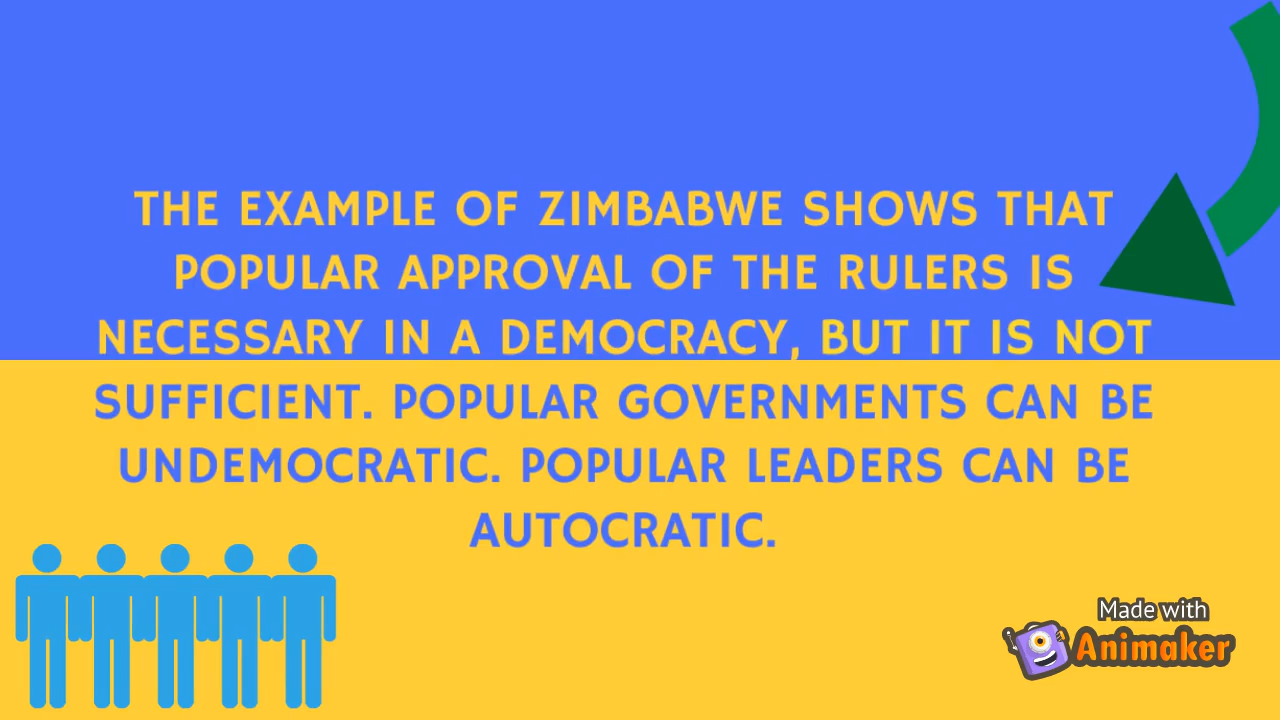 THE EXAMPLE OF ZIMBABWE SHOWS THAT
POPULAR APPROVAL OF THE RULERS IS
NECESSARY IN A DEMOCRACY, BUT IT IS NOT
SUFFICIENT. POPULAR GOVERNMENTS CAN BE
UNDEMOCRATIC. POPULAR LEADERS CAN BE
AUTOCRATIC.
Made with
Animaker